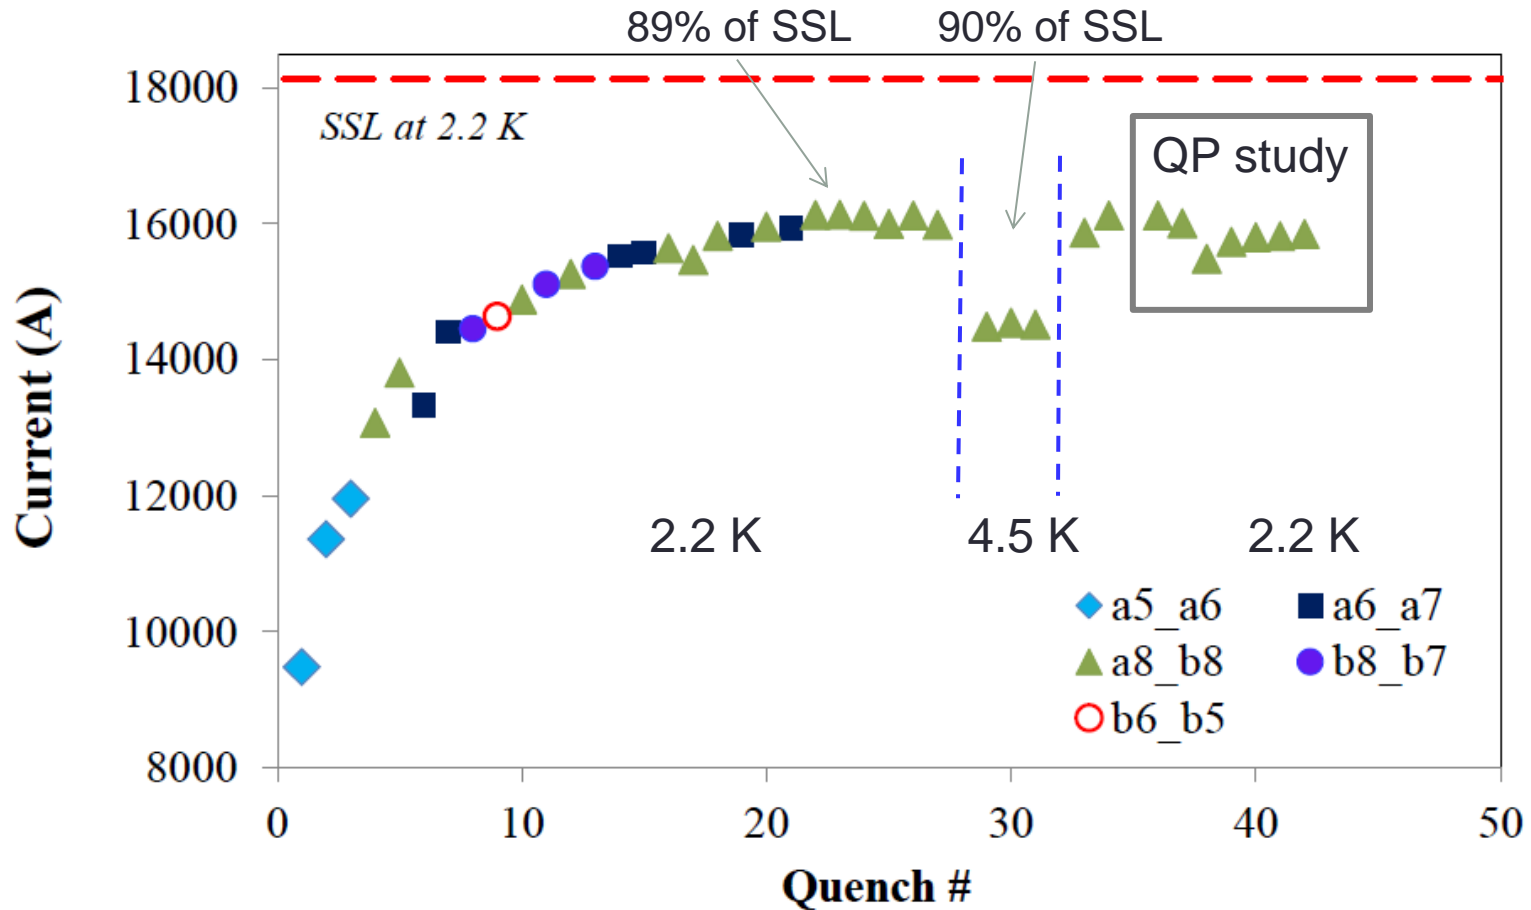 89% of SSL 90% of SSL
18000
SSL at 2.2 K
QP study
16000
14000
12000
2.2 K 4.5 K 2.2 K
10000
8000
Current (A)
a5_a6 a6_a7
a8_b8 b8_b7
b6_b5
0 10 20 30 40 50
Quench #